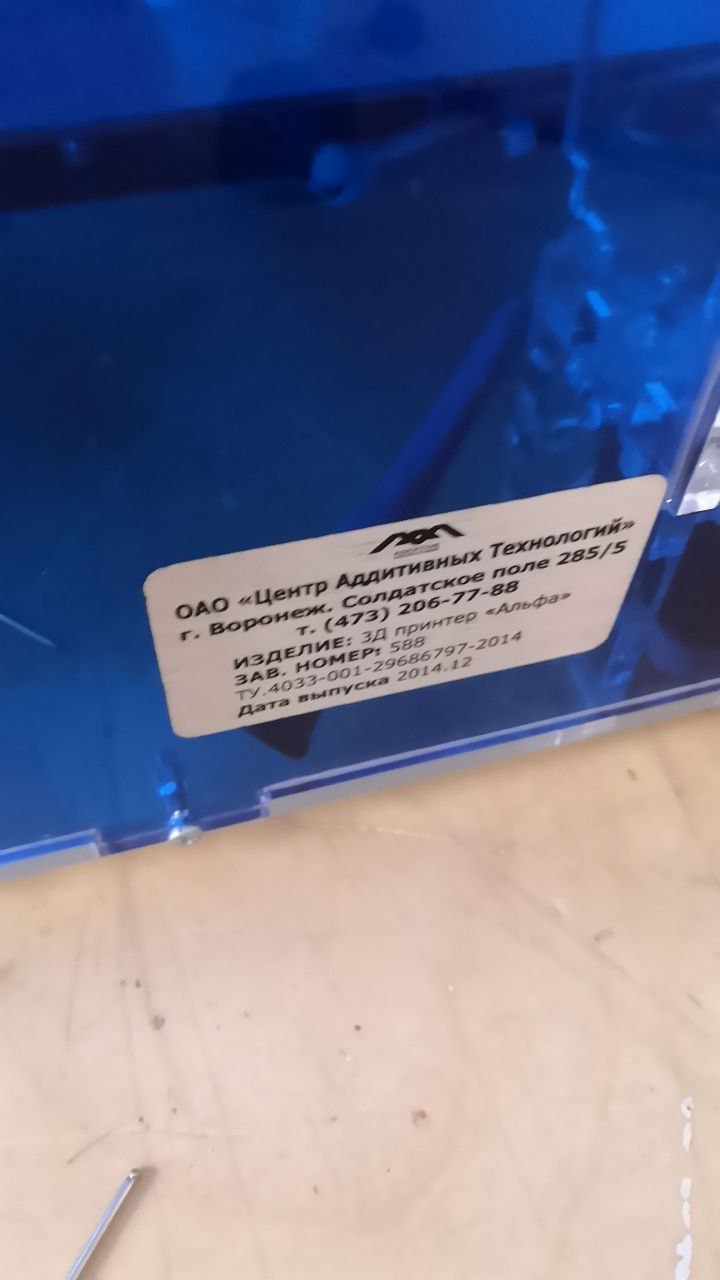 ОАО «Центр Аддитивных Технологий»
г. Воронеж. Солдатское поле 285/5
т. (473) 206-77-88
ИЗДЕЛИЕ: 3Д принтер «Альфа»
ЗАВ. НОМЕР: 588
ТУ.4033-001-29686797-2014
Дата выпуска 2014.12